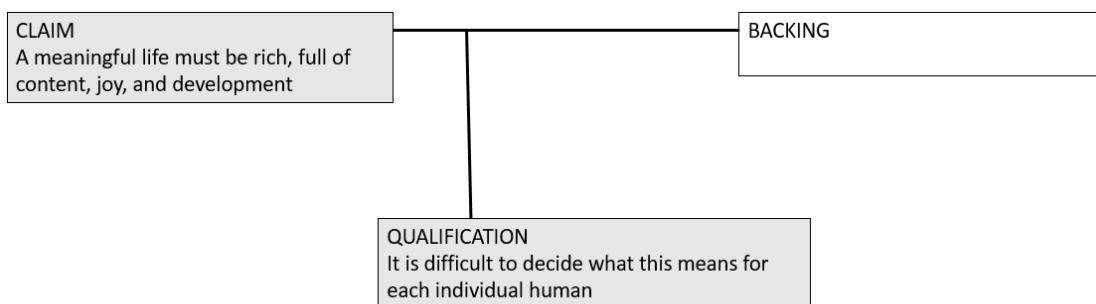 CLAIM
A meaningful life must be rich, full of
content, joy, and development
BACKING
QUALIFICATION
It is difficult to decide what this means for
each individual human